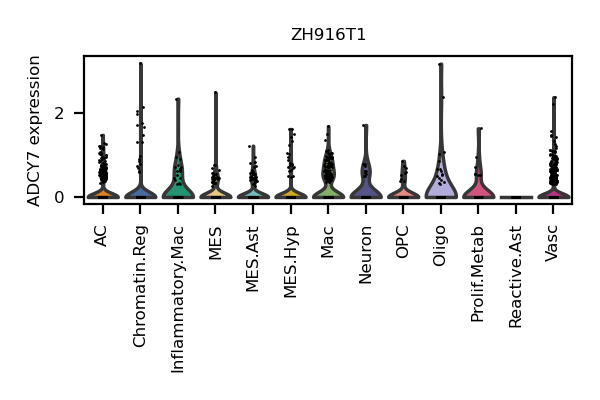 ZH916T1
ADCY7 expression
2
0
AC
Chromatin.Reg
Inflammatory.Mac
MES
MES.Ast
MES.Hyp
Mac
Neuron
OPC
Oligo
Prolif.Metab
Reactive.Ast
Vasc